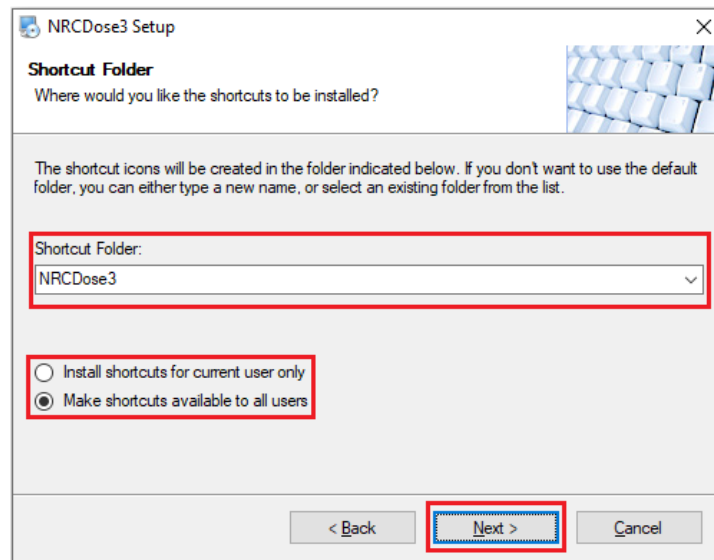 NRCDose3 Setup
Shortcut Folder
Where would you like the shortcuts to be installed?
The shortcut icons will be created in the folder indicated below. If you don't want to use the default
folder, you can either type a new name, or select an existing folder from the list.
Shortcut Folder:
NRCDose3
Install shortcuts for current user only
Make shortcuts available to all users
< Back Next > Cancel